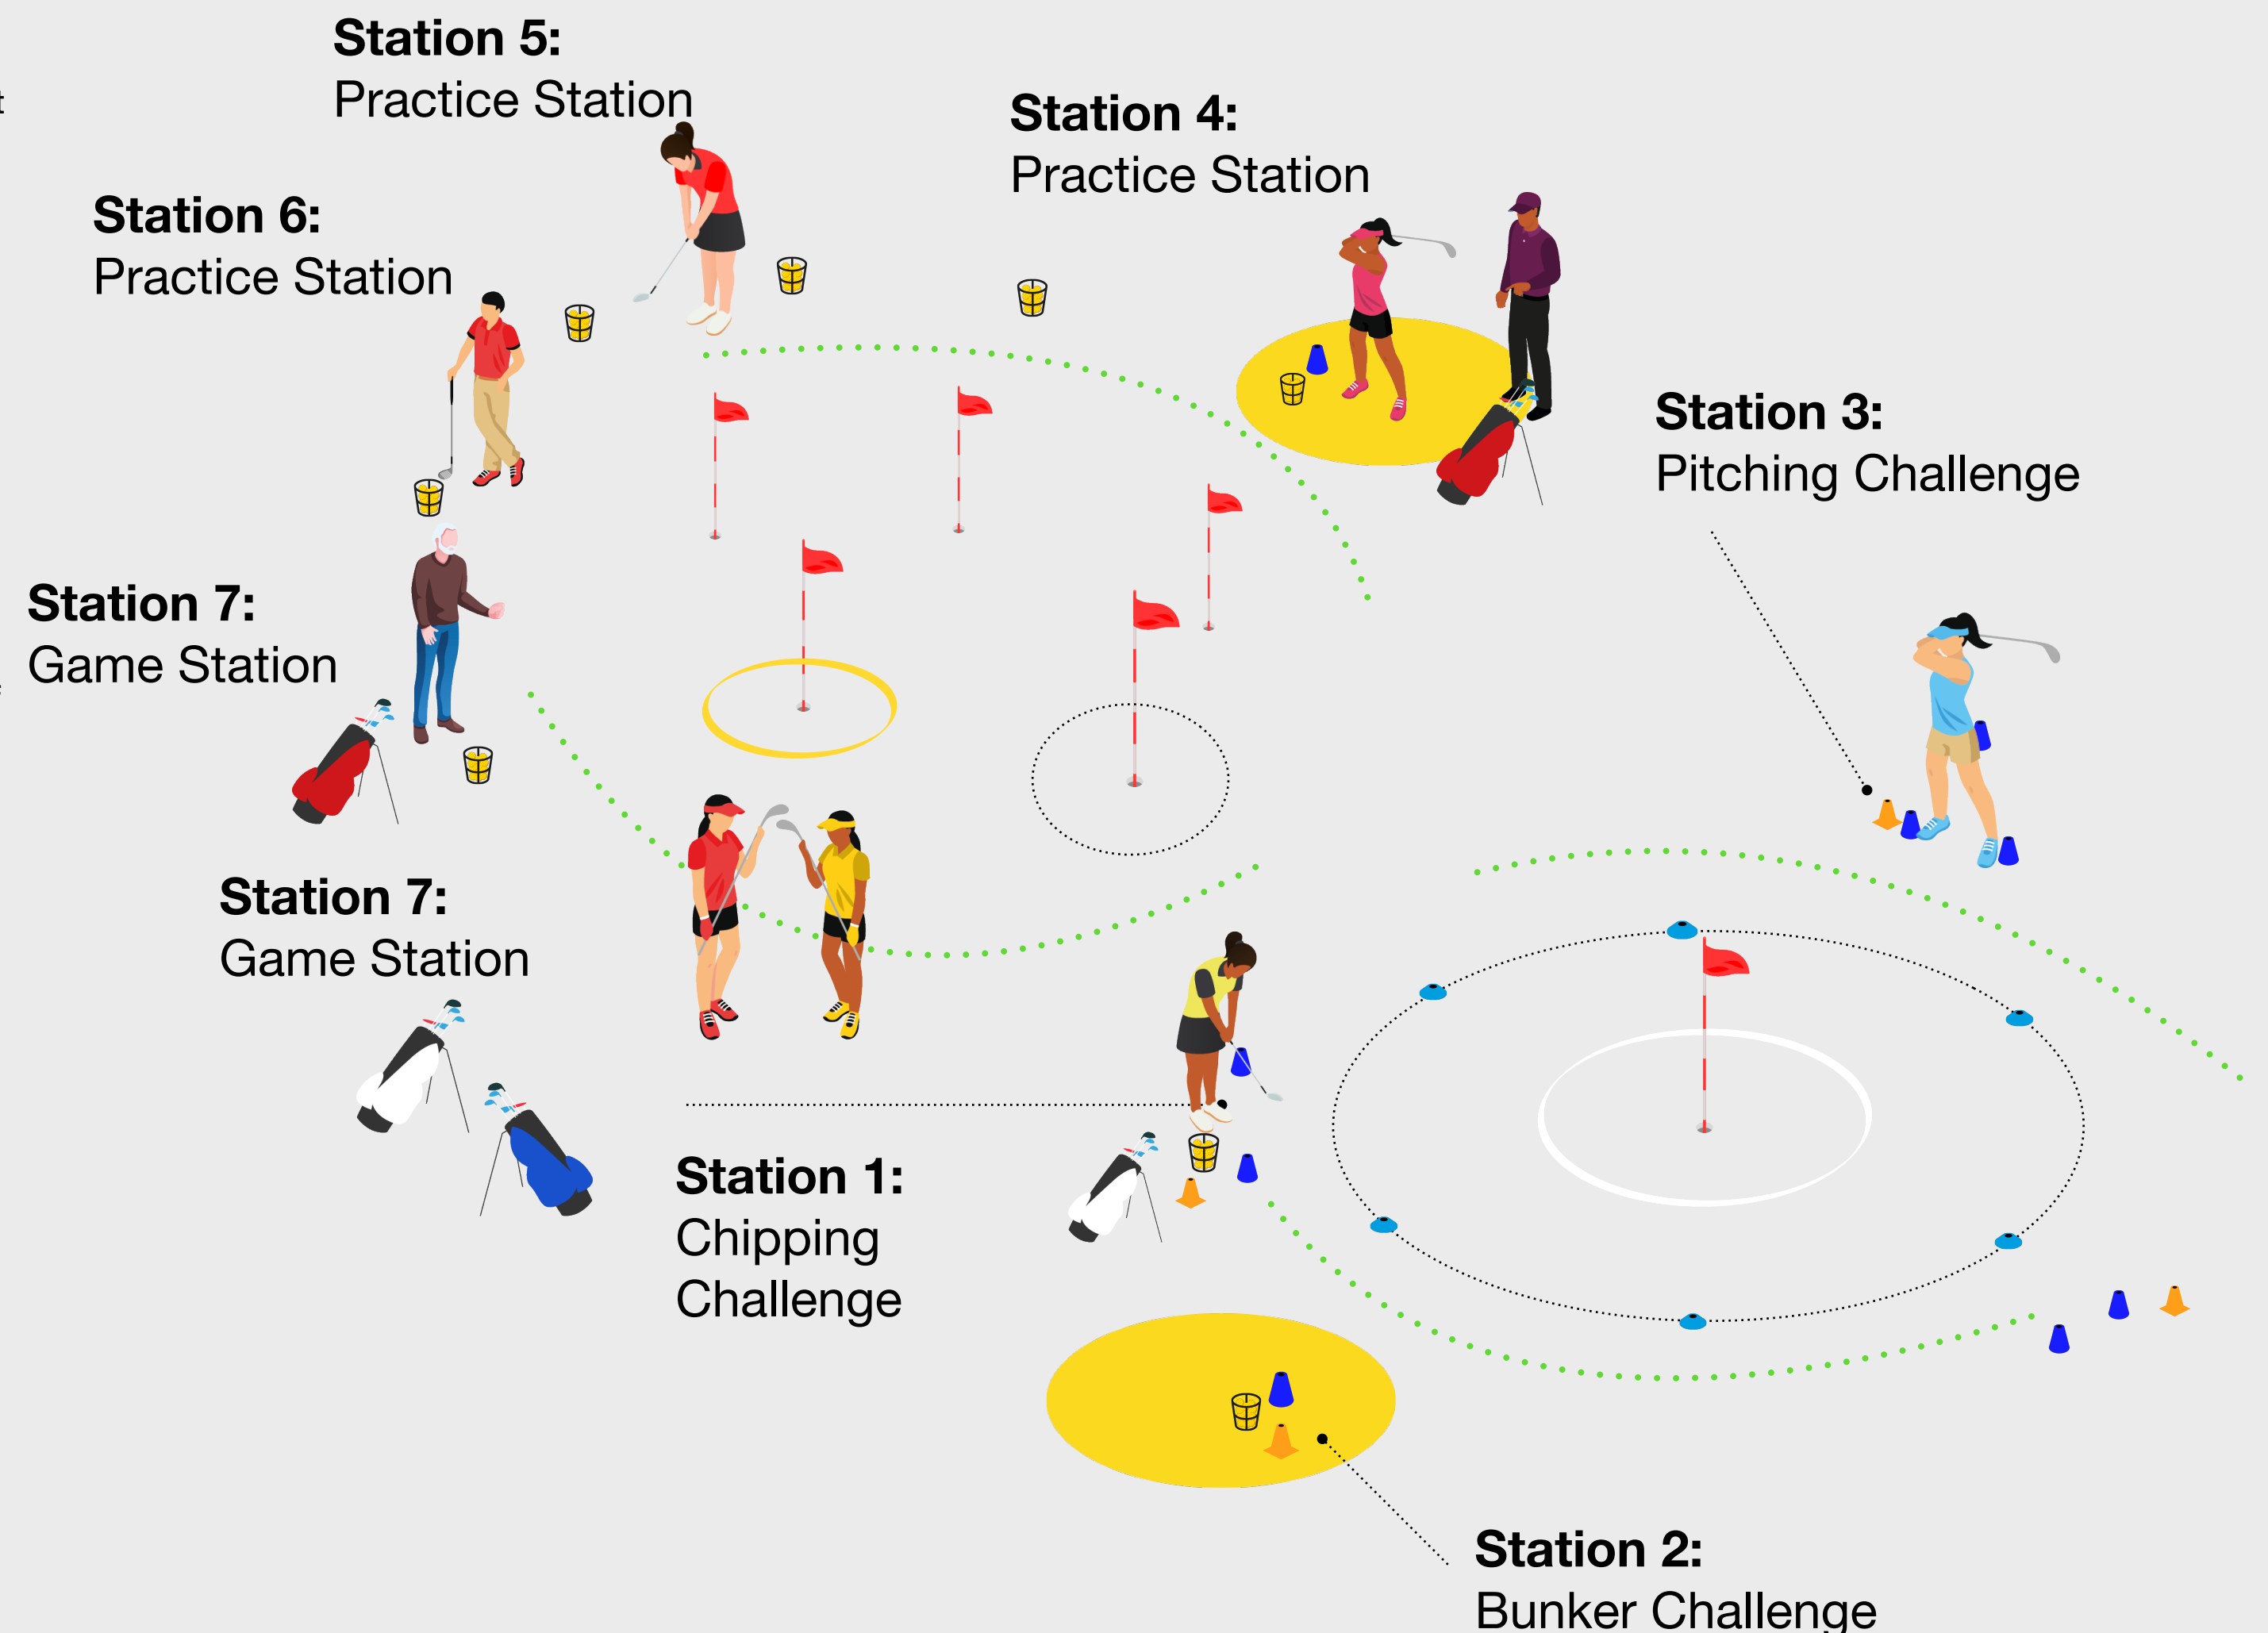 Station 5:
Practice Station
Station 4:
Practice Station
Station 6:
Practice Station
Station 3:
Pitching Challenge
Station 7:
Game Station
Station 7:
Game Station
Station 1:
Chipping
Challenge
Station 2:
Bunker Challenge